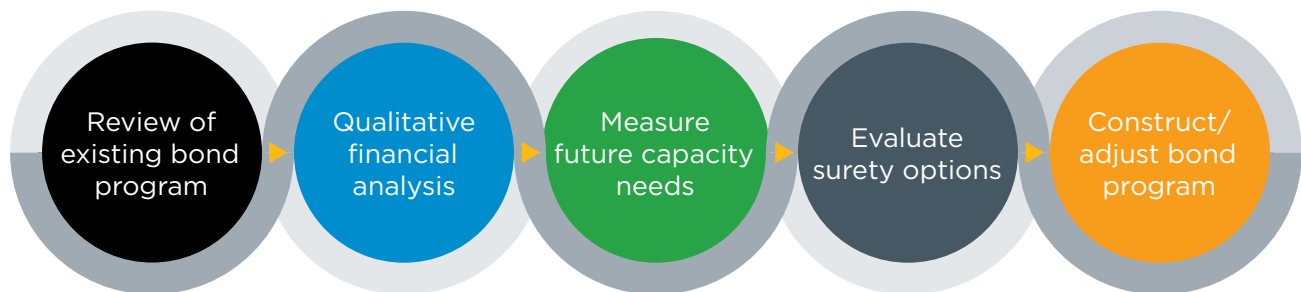 Review of
existing bond
program
Qualitative
financial
analysis
Measure
future capacity
needs
Evaluate
surety options
Construct/
adjust bond
program